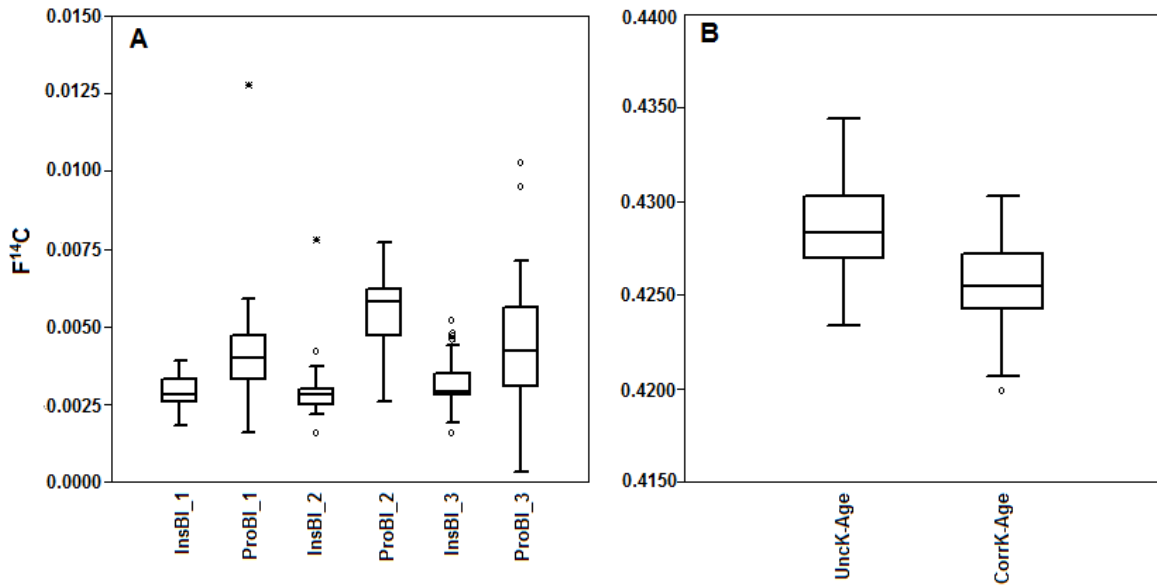 A
F¹⁴C
0.0150
0.0125
0.0100
0.0075
0.0050
0.0025
0.0000
InsBl_1
ProBl_1
InsBl_2
ProBl_2
InsBl_3
ProBl_3
B
0.4400
0.4350
0.4300
0.4250
0.4200
0.4150
UncK-Age
CorrK-Age